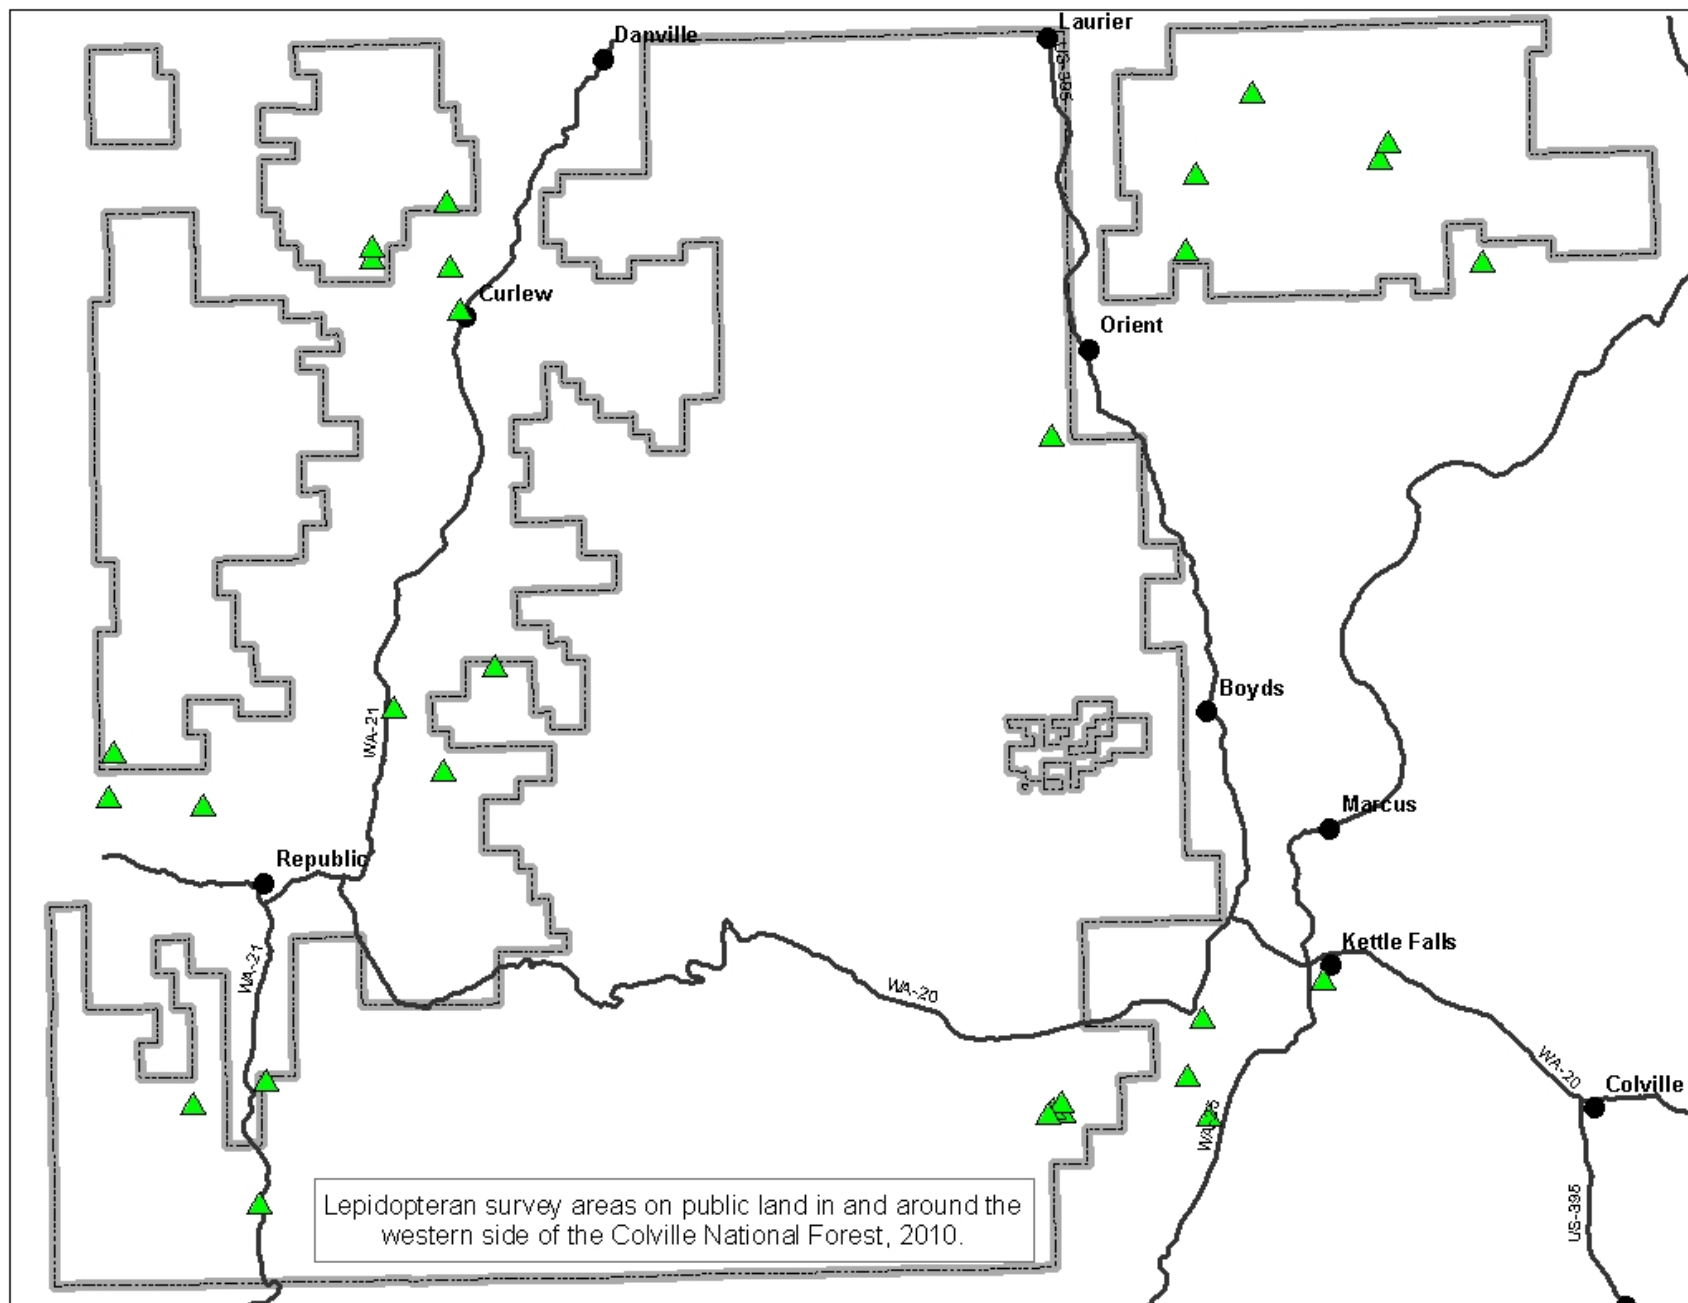 Laurier
Danville
US-395
Curlew
Orient
Boyds
WA-21
Marcus
Republic
Kettle Falls
WA-21
WA-20
WA-20
Colville
US-395
Lepidopteran survey areas on public land in and around the
western side of the Colville National Forest, 2010.